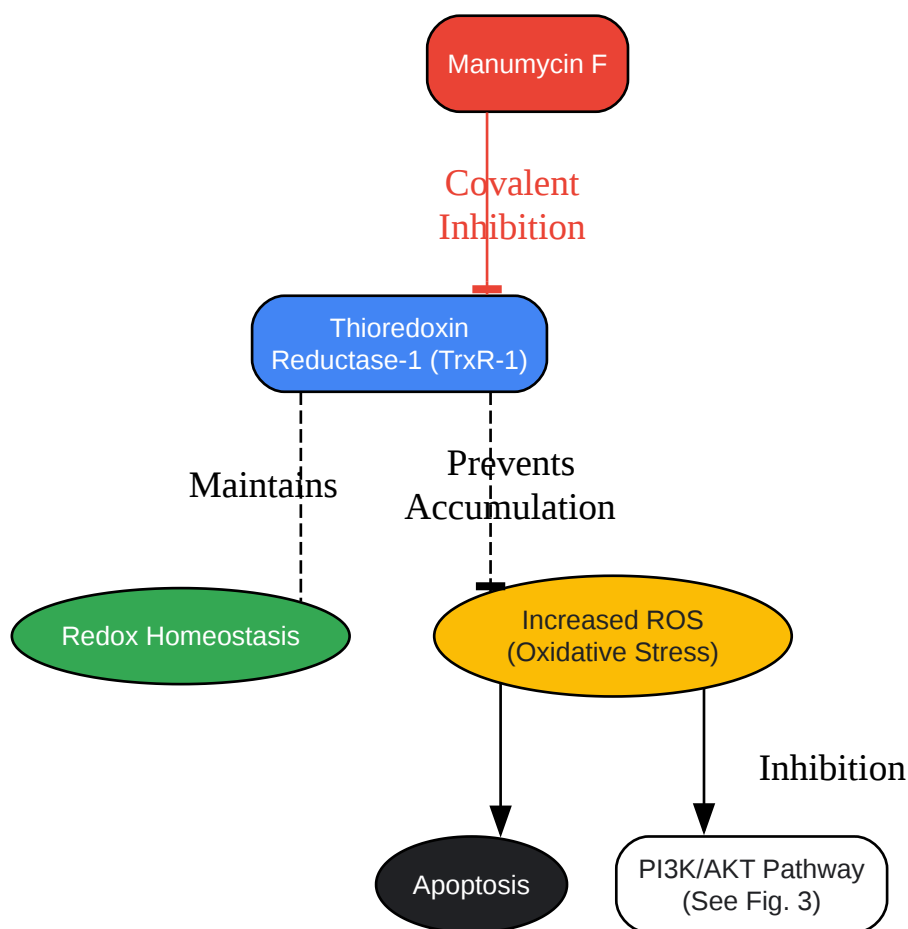 Manumycin F
Covalent
Inhibition
Thioredoxin
Reductase-1 (TrxR-1)
Maintains
Prevents
Accumulation
Redox Homeostasis
Increased ROS
(Oxidative Stress)
Inhibition
Apoptosis
PI3K/AKT Pathway
(See Fig. 3)